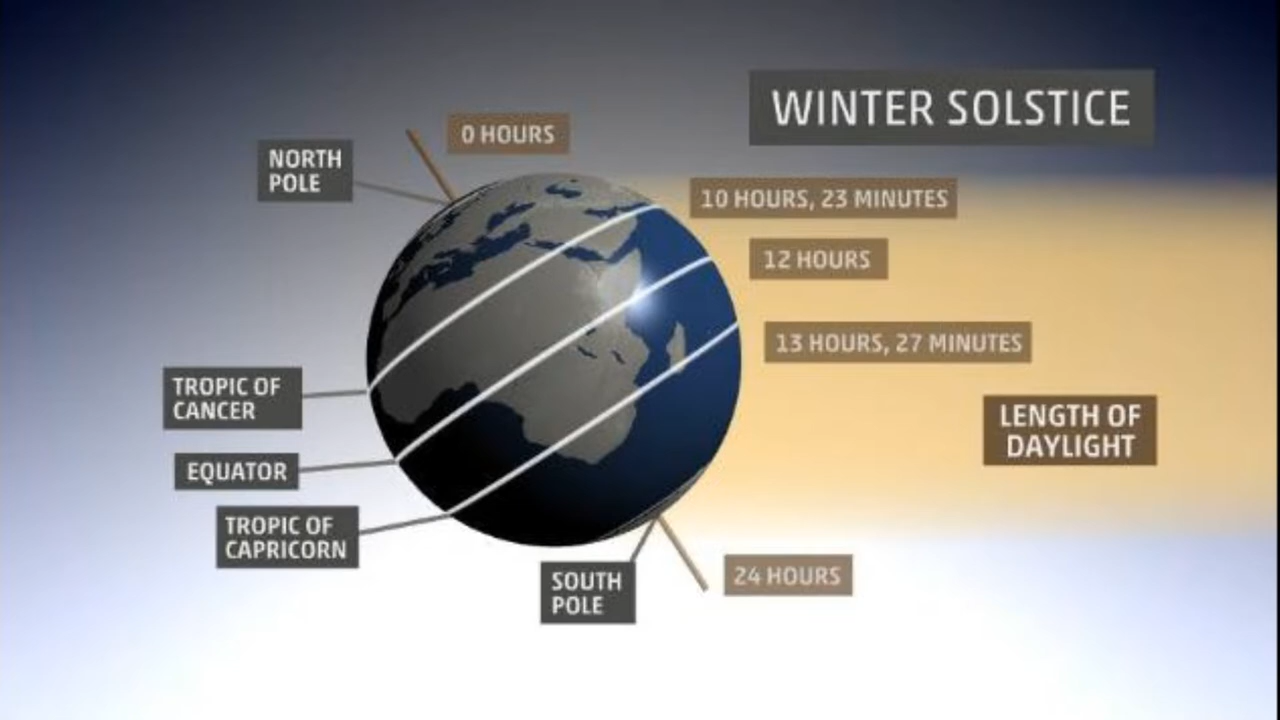 WINTER SOLSTICE
0 HOURS
NORTH
POLE
10 HOURS, 23 MINUTES
12 HOURS
13 HOURS, 27 MINUTES
TROPIC OF
CANCER
LENGTH OF
DAYLIGHT
EQUATOR
TROPIC OF
CAPRICORN
SOUTH
POLE
24 HOURS